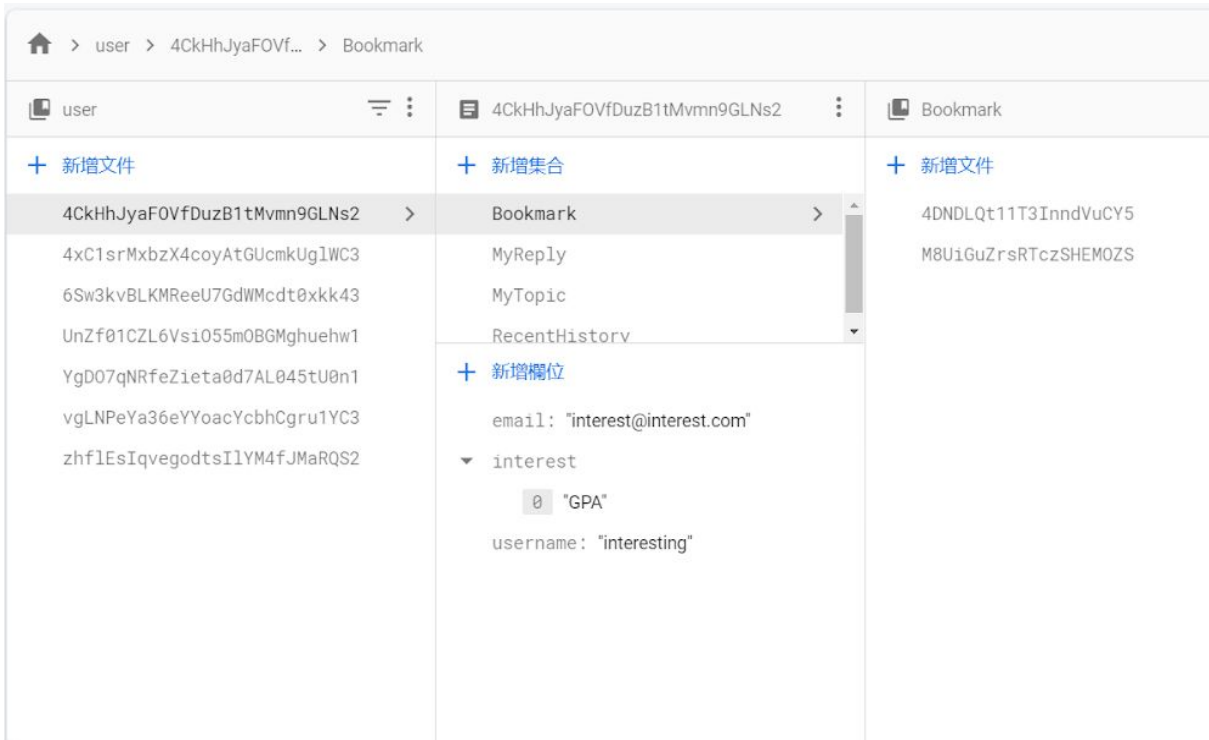 user > 4CkHhJyaFOVf... > Bookmark
user
新增文件
4CkHhJyaFOVfDuzB1tMvmn9GLNs2
4xC1srMxbzX4coyAtGUcmkUglWC3
6Sw3kvBLKMReeU7GdWMcdt0xkk43
UnZf01CZL6VsiO55mOBGMghuehw1
YgDO7qNRfeZieta0d7AL045tU0n1
vgLNPeYa36eYYoacYcbhCgru1YC3
zhflEsIqvegodtsIlYM4fJMaRQS2
4CkHhJyaFOVfDuzB1tMvmn9GLNs2
新增集合
Bookmark
MyReply
MyTopic
RecentHistory
新增欄位
email: "interest@interest.com"
interest
0 "GPA"
username: "interesting"
Bookmark
新增文件
4DNDLQt11T3InndVuCY5
M8UiGuZrsRTczSHEMOZS